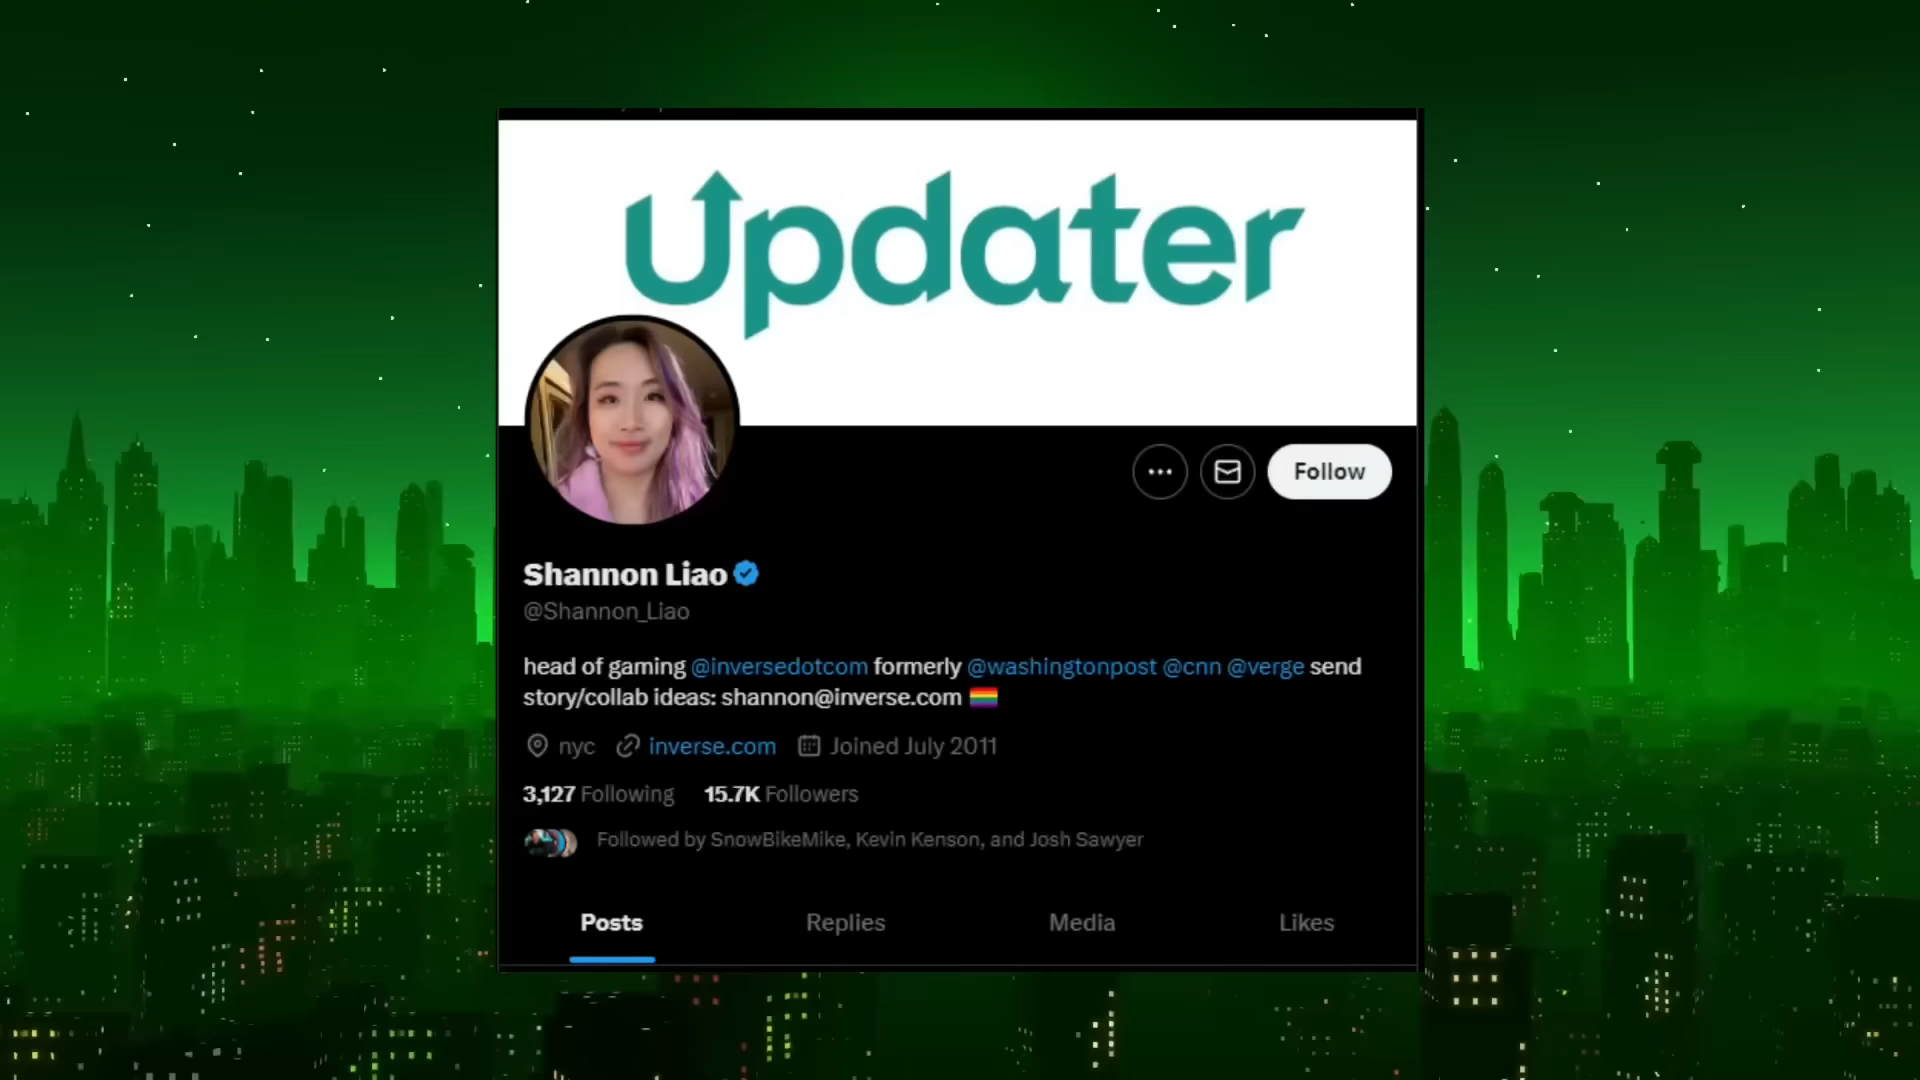 Updater
Follow
Shannon Liao
@Shannon_Liao
head of gaming @inversedotcom formerly @washingtonpost @cnn @verge send
story/collab ideas: shannon@inverse.com
nyc inverse.com Joined July 2011
3,127 Following 15.7K Followers
Followed by SnowBikeMike, Kevin Kenson, and Josh Sawyer
Posts Replies Media Likes